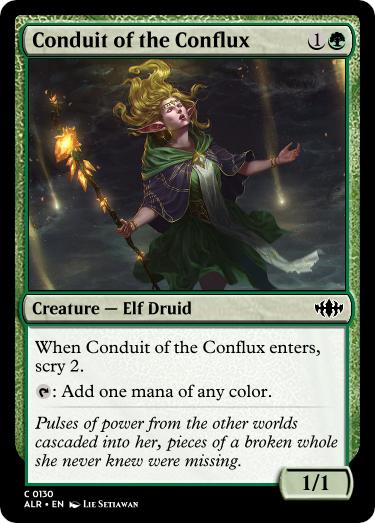 Conduit of the Conflux 1
Creature — Elf Druid
When Conduit of the Conflux enters,
scry 2.
: Add one mana of any color.
Pulses of power from the other worlds
cascaded into her, pieces of a broken whole
she never knew were missing.
1/1
C 0130
ALR • EN Lie Setiawan